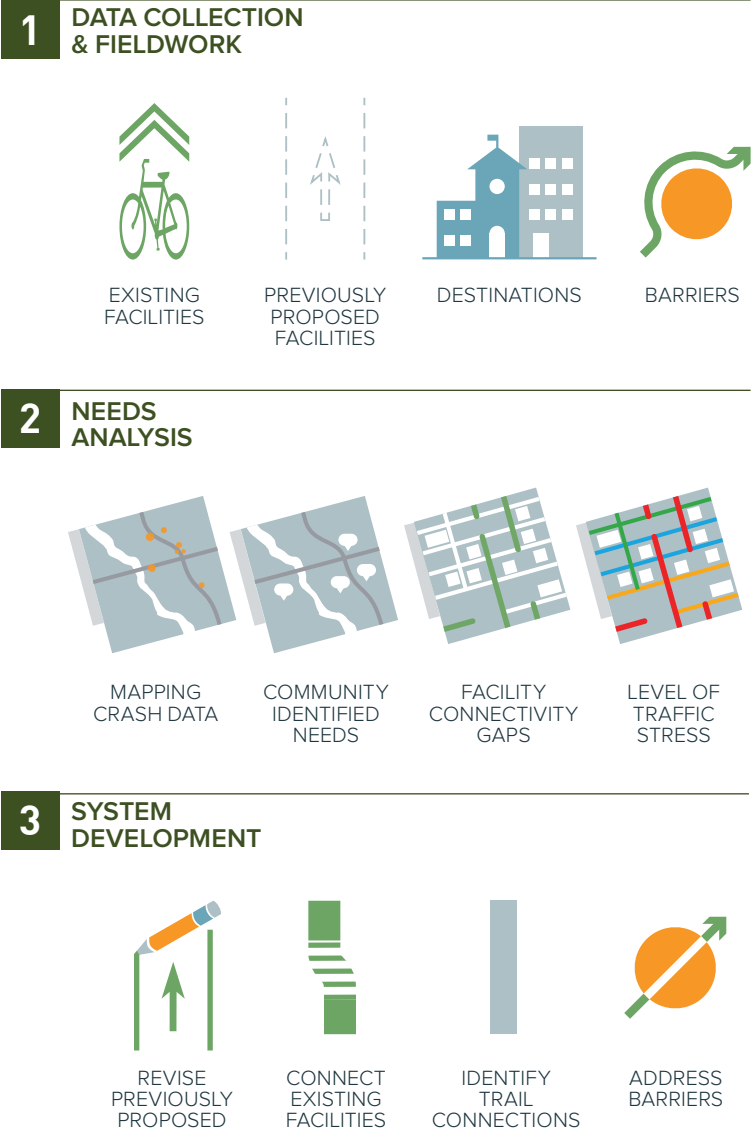 1
DATA COLLECTION
& FIELDWORK
EXISTING
FACILITIES
PREVIOUSLY
PROPOSED
FACILITIES
DESTINATIONS
BARRIERS
2
NEEDS
ANALYSIS
MAPPING
CRASH DATA
COMMUNITY
IDENTIFIED
NEEDS
FACILITY
CONNECTIVITY
GAPS
LEVEL OF
TRAFFIC
STRESS
3
SYSTEM
DEVELOPMENT
REVISE
PREVIOUSLY
PROPOSED
CONNECT
EXISTING
FACILITIES
IDENTIFY
TRAIL
CONNECTIONS
ADDRESS
BARRIERS